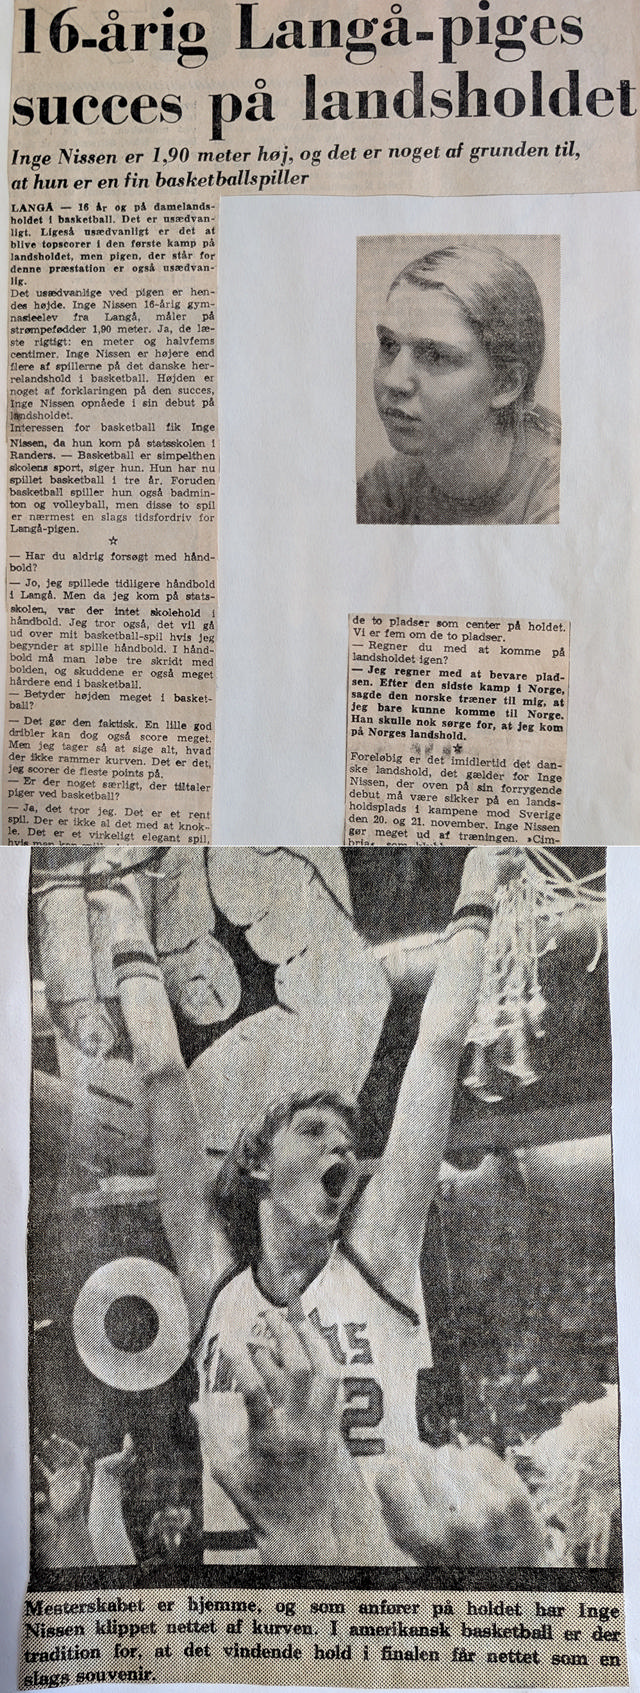 16-årig Langå-piges
succes på landsholdet
Inge Nissen er 1,90 meter høj, og det er noget af grunden til,
at hun er en fin basketballspiller
LANGÅ — 16 år og på damelands-
holdet i basketball. Det er usædvan-
ligt. Ligeså usædvanligt er det at
blive topscorer i den første kamp på
landsholdet, men pigen, der står for
denne præstation er også usædvan-
lig.
Det usædvanlige ved pigen er hen-
des højde. Inge Nissen 16-årig gym-
nasieelev fra Langå, måler på
strømpefødder 1,90 meter. Ja, de læ-
ste rigtigt: en meter og halvfems
centimer. Inge Nissen er højere end
flere af spillerne på det danske her-
relandshold i basketball. Højden er
noget af forklaringen på den succes,
Inge Nissen opnåede i sin debut på
landsholdet.
Interessen for basketball fik Inge
Nissen, da hun kom på statsskolen i
Randers. — Basketball er simpelthen
skolens sport, siger hun. Hun har nu
spillet basketball i tre år. Foruden
basketball spiller hun også badmin-
ton og volleyball, men disse to spil
er nærmest en slags tidsfordriv for
Langå-pigen.
☆
— Har du aldrig forsøgt med hånd-
bold?
— Jo, jeg spillede tidligere håndbold
i Langå. Men da jeg kom på stats-
skolen, var der intet skolehold i
håndbold. Jeg tror også, det vil gå
ud over mit basketball-spil hvis jeg
begynder at spille håndbold. I hånd-
bold må man løbe tre skridt med
bolden, og skuddene er også meget
hårdere end i basketball.
— Betyder højden meget i basket-
ball?
— Det gør den faktisk. En lille god
dribler kan dog også score meget.
Men jeg tager så at sige alt, hvad
der ikke rammer kurven. Det er det,
jeg scorer de fleste points på.
— Er der noget særligt, der tiltaler
piger ved basketball?
— Ja, det tror jeg. Det er et rent
spil. Der er ikke al det med at knok-
le. Det er et virkeligt elegant spil,
hvis man kan
de to pladser som center på holdet.
Vi er fem om de to pladser.
— Regner du med at komme på
landsholdet igen?
— Jeg regner med at bevare plad-
sen. Efter den sidste kamp i Norge,
sagde den norske træner til mig, at
jeg bare kunne komme til Norge.
Han skulle nok sørge for, at jeg kom
på Norges landshold.
☆
Foreløbig er det imidlertid det dan-
ske landshold, det gælder for Inge
Nissen, der oven på sin forrygende
debut må være sikker på en lands-
holdsplads i kampene mod Sverige
den 20. og 21. november. Inge Nissen
gør meget ud af træningen. »Cim-
bria« som
2
Mesterskabet er hjemme, og som anfører på holdet har Inge
Nissen klippet nettet af kurven. I amerikansk basketball er der
tradition for, at det vindende hold i finalen får nettet som en
slags souvenir.